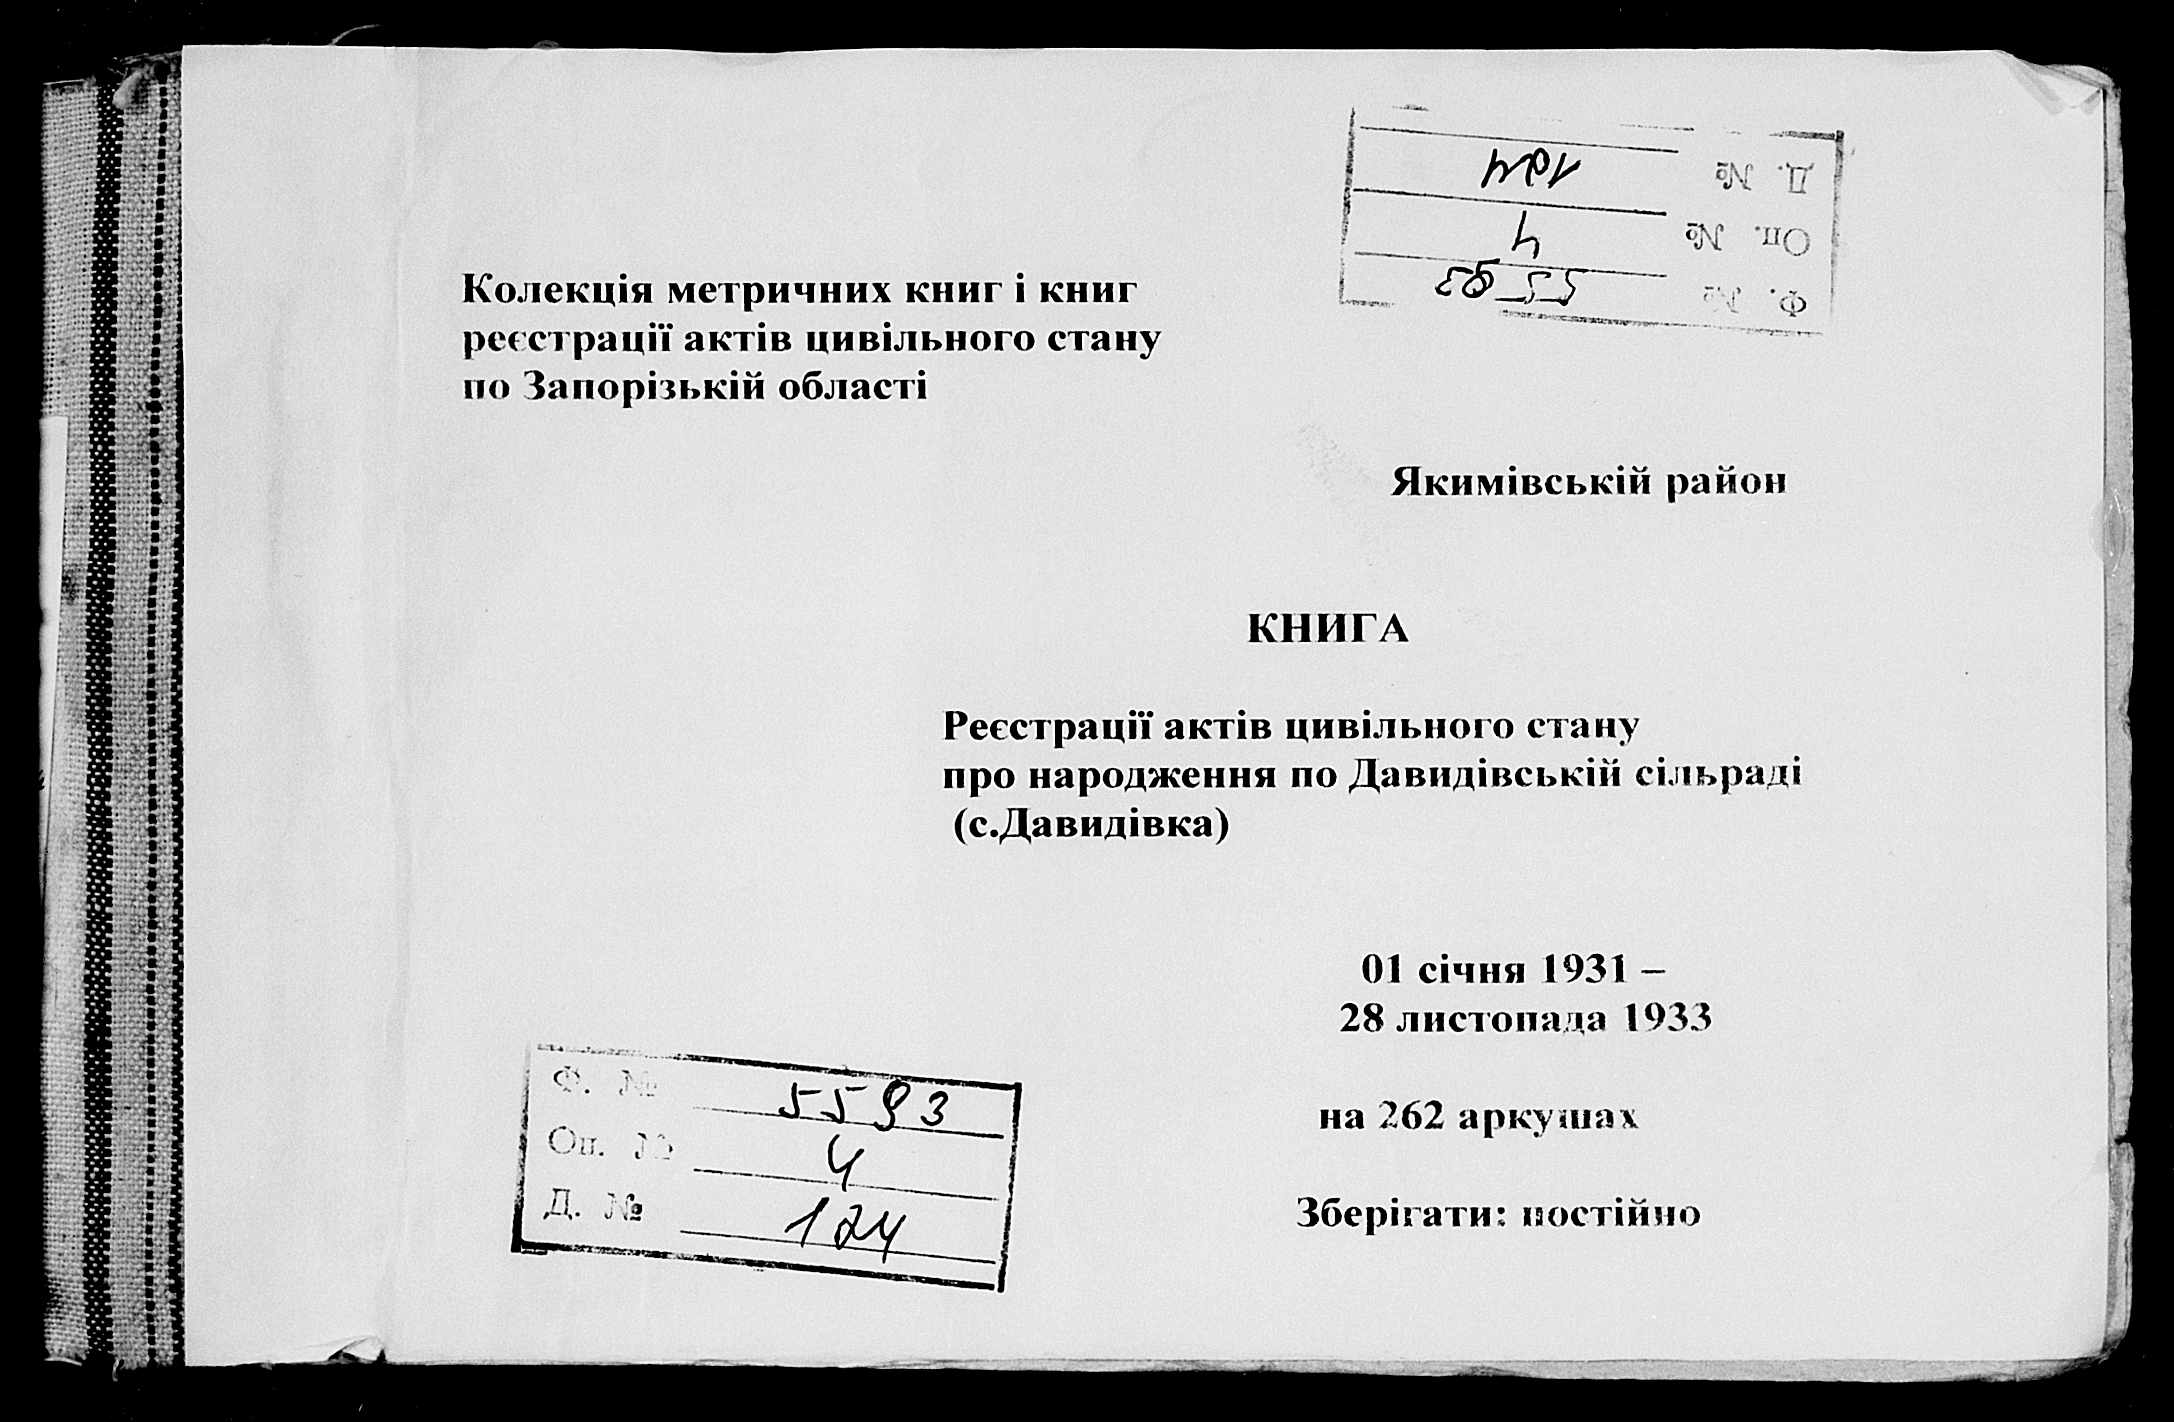 Д. № 124
Оп. № 4
Ф. № 5593
Колекція метричних книг і книг
реєстрації актів цивільного стану
по Запорізькій області
Якимівській район
КНИГА
Реєстрації актів цивільного стану
про народження по Давидівській сільраді
(с.Давидівка)
01 січня 1931 –
28 листопада 1933
на 262 аркушах
Зберігати: постійно
Ф. № 5593
Оп. № 4
Д. № 124